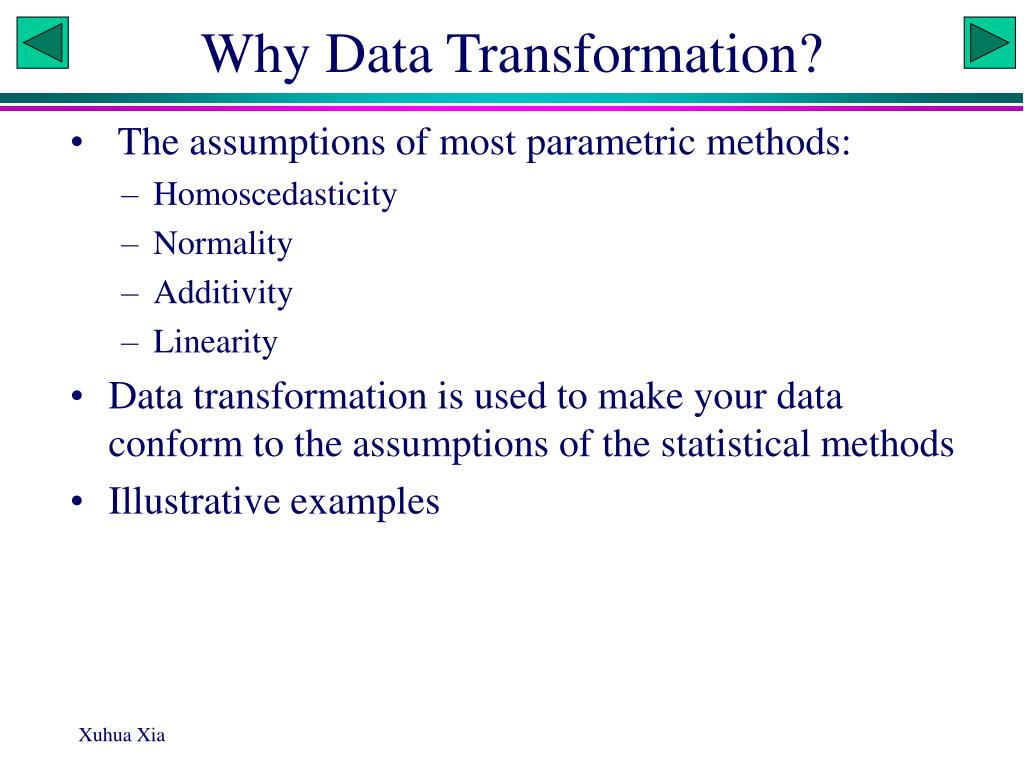 Why Data Transformation?
• The assumptions of most parametric methods:
– Homoscedasticity
– Normality
– Additivity
– Linearity
• Data transformation is used to make your data
conform to the assumptions of the statistical methods
• Illustrative examples
Xuhua Xia